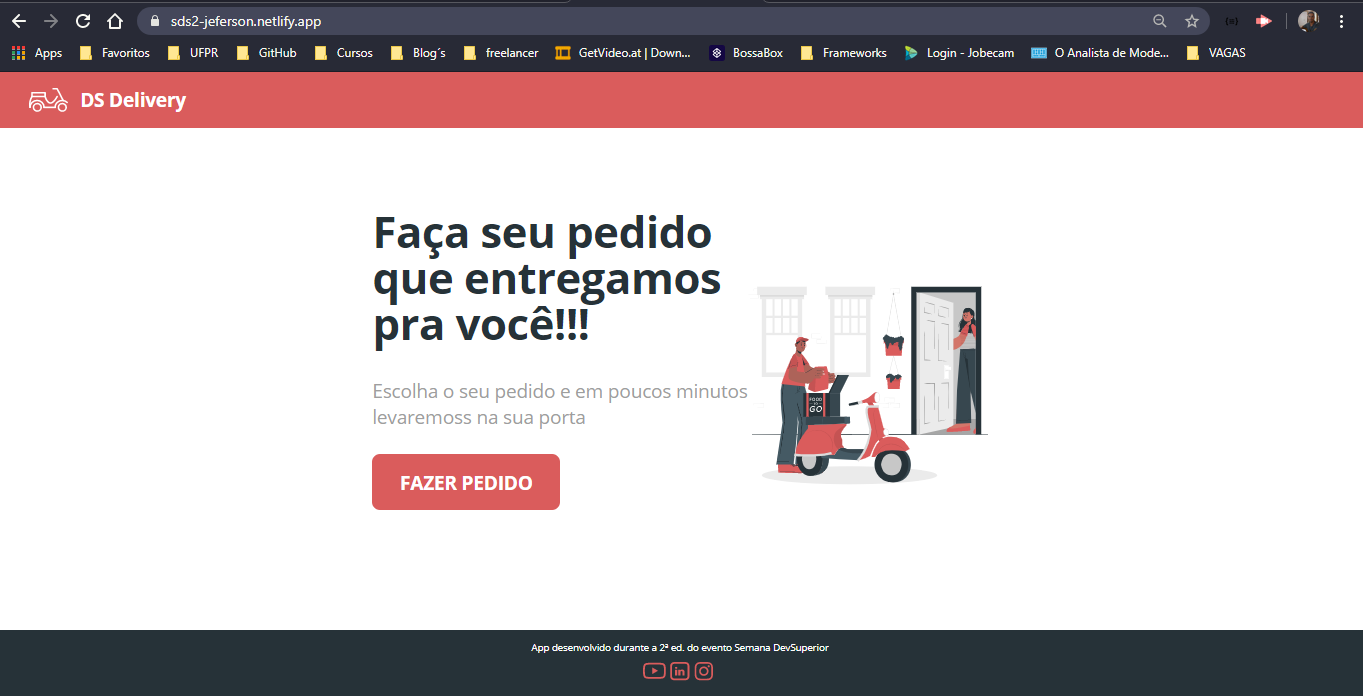 sds2-jeferson.netlify.app
Apps Favoritos UFPR GitHub Cursos Blog´s freelancer GetVideo.at | Down... BossaBox Frameworks Login - Jobecam O Analista de Mode... VAGAS
DS Delivery
Faça seu pedido
que entregamos
pra você!!!
Escolha o seu pedido e em poucos minutos
levaremoss na sua porta
FOOD
TO
GO
FAZER PEDIDO
App desenvolvido durante a 2ª ed. do evento Semana DevSuperior
in